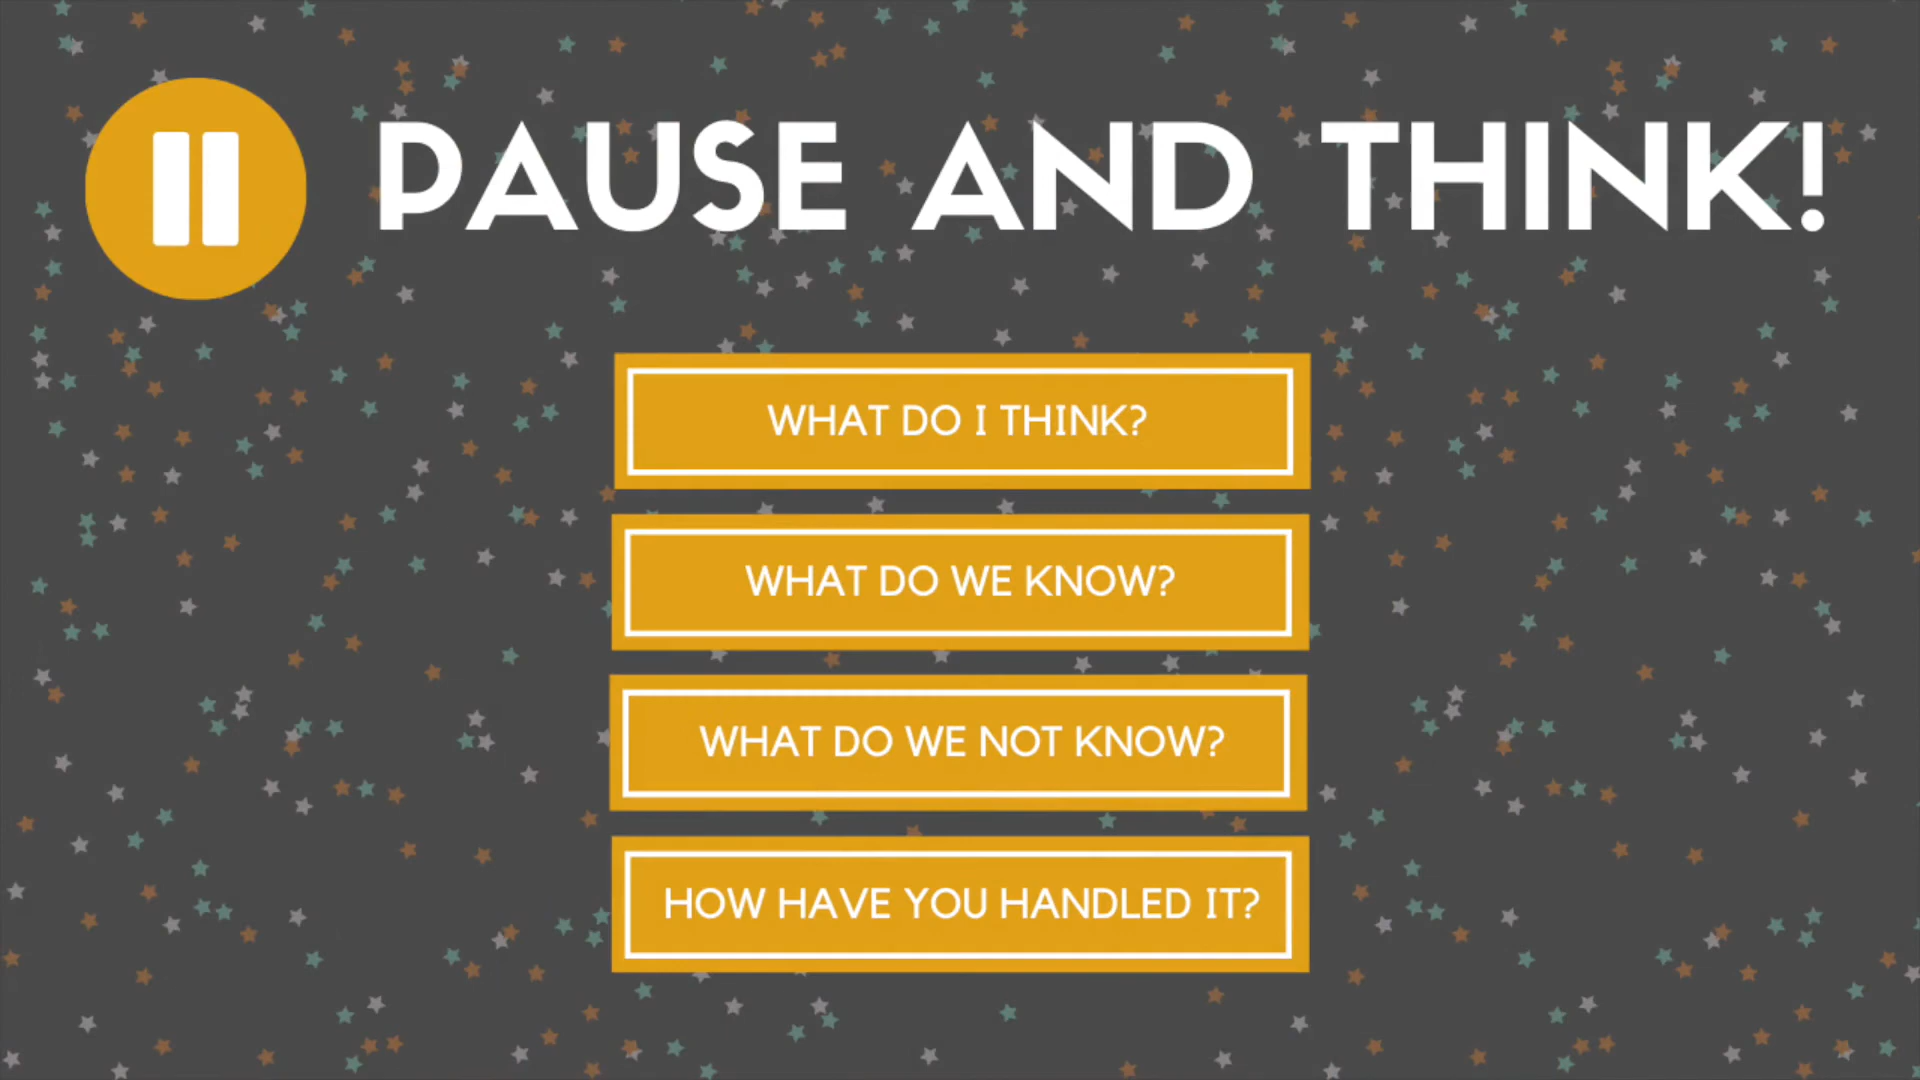 PAUSE AND THINK!
WHAT DO I THINK?
WHAT DO WE KNOW?
WHAT DO WE NOT KNOW?
HOW HAVE YOU HANDLED IT?